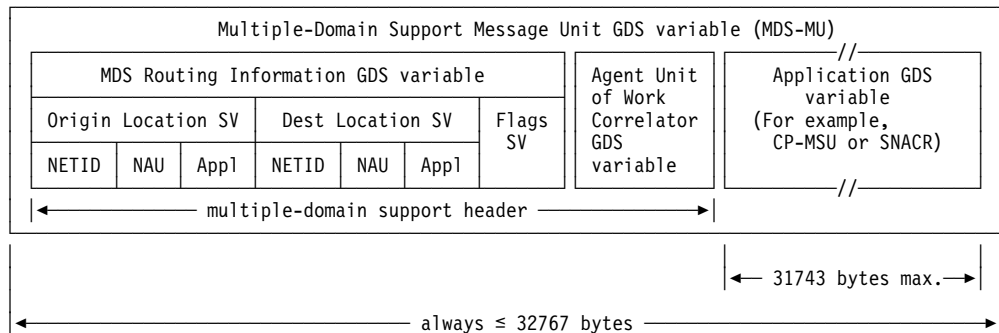 Multiple-Domain Support Message Unit GDS variable (MDS-MU)
//
MDS Routing Information GDS variable
Agent Unit
of Work
Correlator
GDS
variable
Application GDS
variable
(For example,
CP-MSU or SNACR)
Origin Location SV
Dest Location SV
Flags
SV
NETID NAU Appl NETID NAU Appl
//
multiple-domain support header
31743 bytes max.
always ≤ 32767 bytes